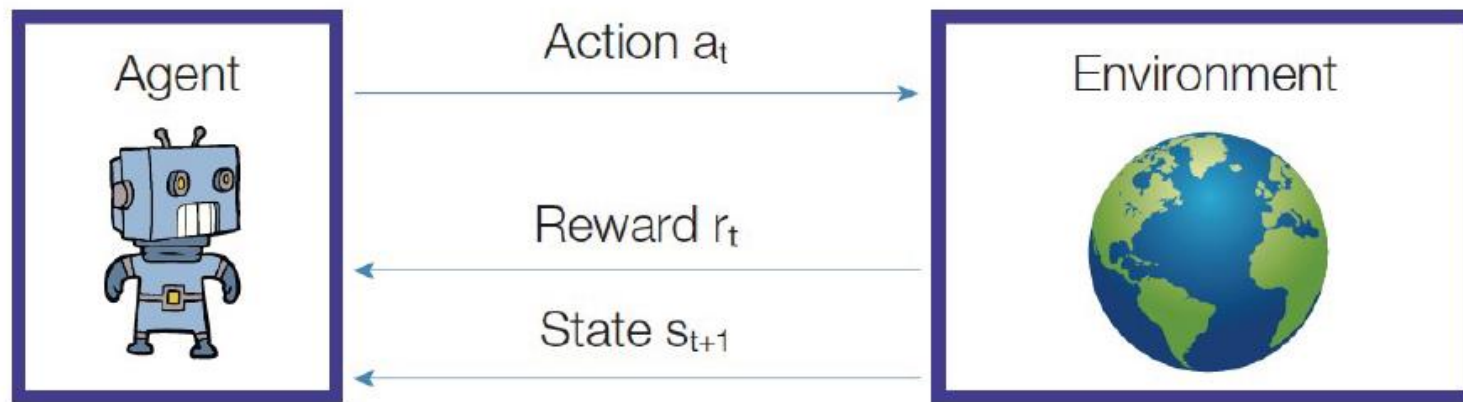 Agent
Action aₜ
Environment
Reward rₜ
State sₜ₊₁